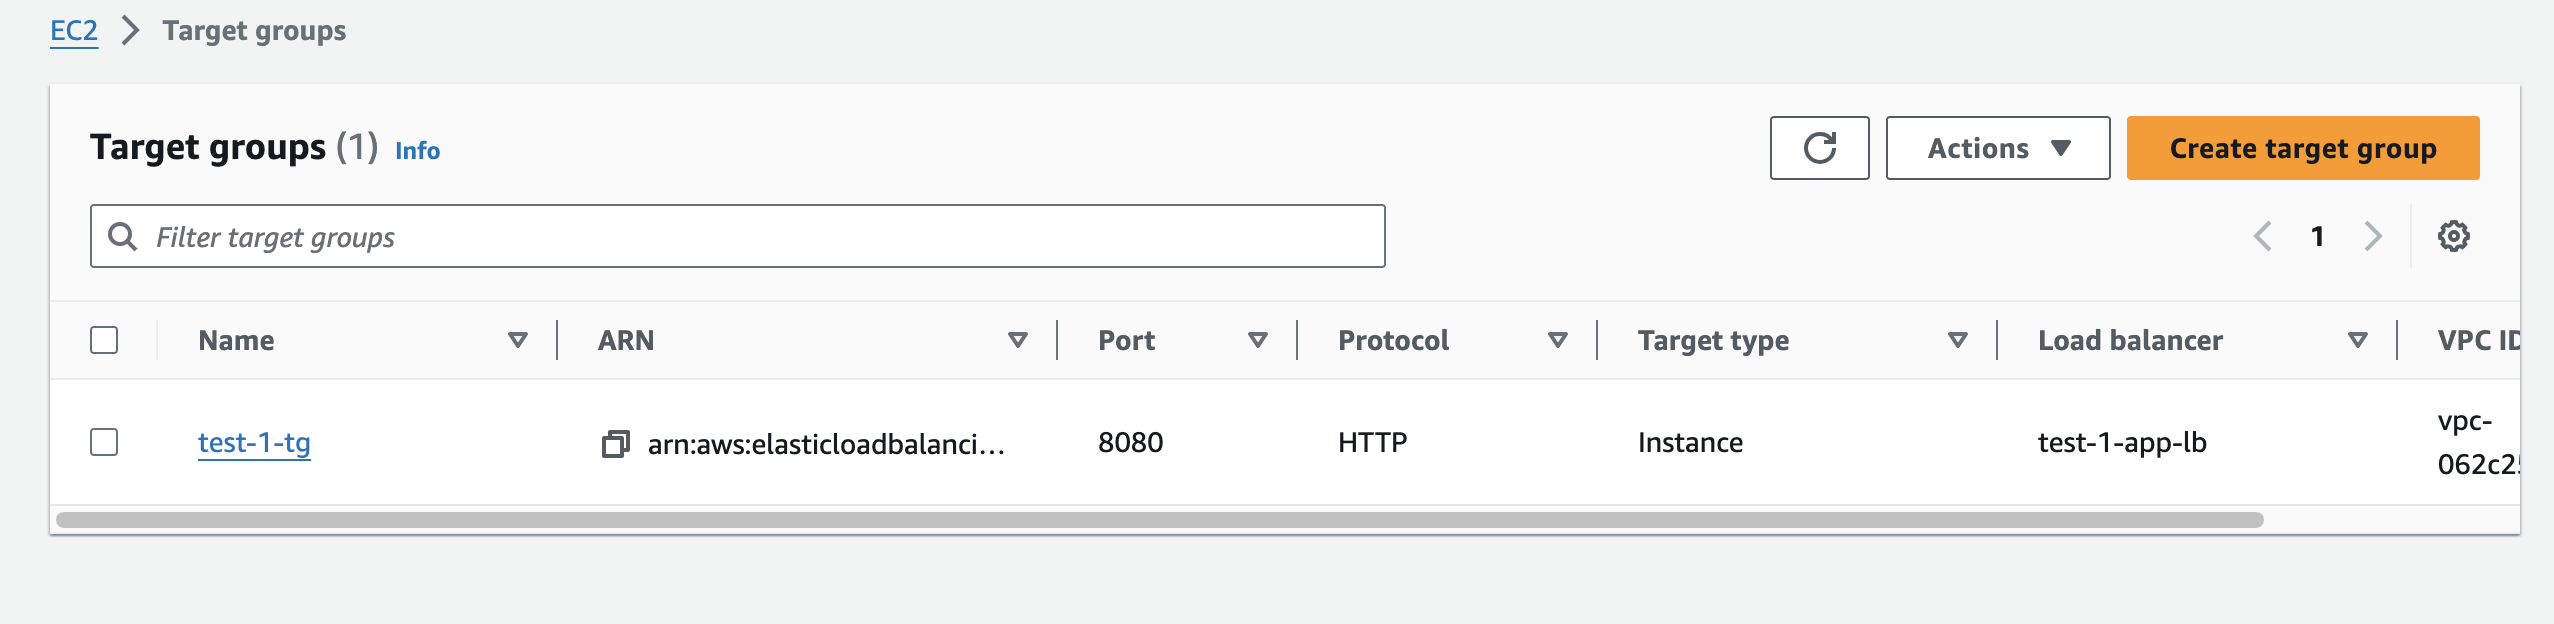 EC2 > Target groups
Target groups (1) Info
Actions
Create target group
Filter target groups
1
Name ARN Port Protocol Target type Load balancer VPC ID
test-1-tg arn:aws:elasticloadbalanci... 8080 HTTP Instance test-1-app-lb vpc-
062c2